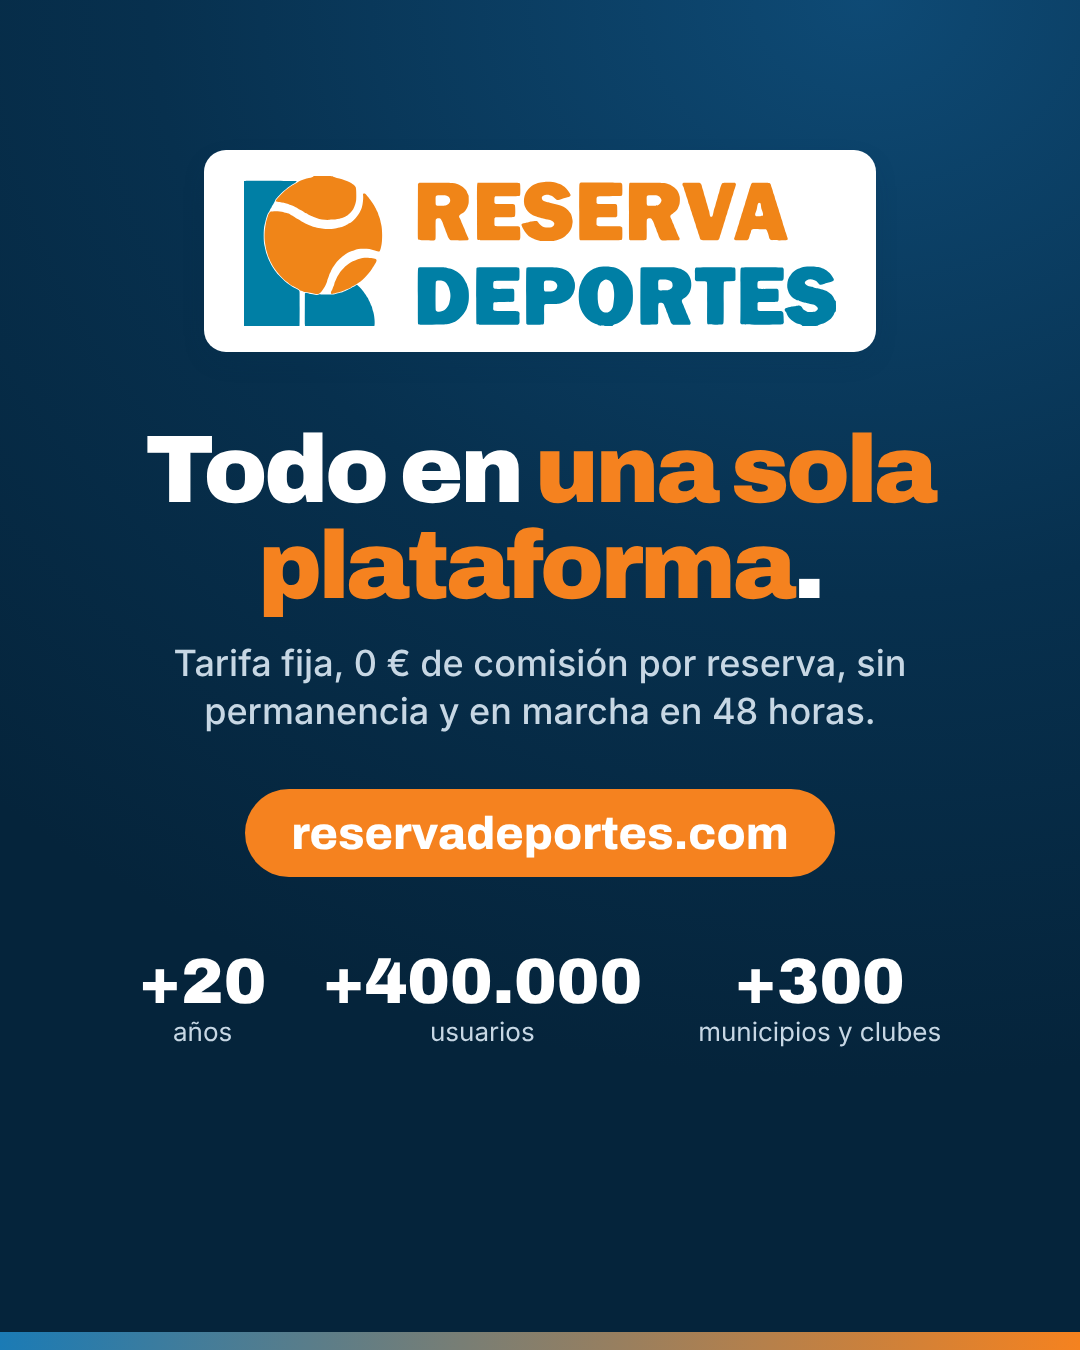 RESERVA
DEPORTES
Todo en una sola
plataforma.
Tarifa fija, 0 € de comisión por reserva, sin
permanencia y en marcha en 48 horas.
reservadeportes.com
+20 +400.000 +300
años usuarios municipios y clubes